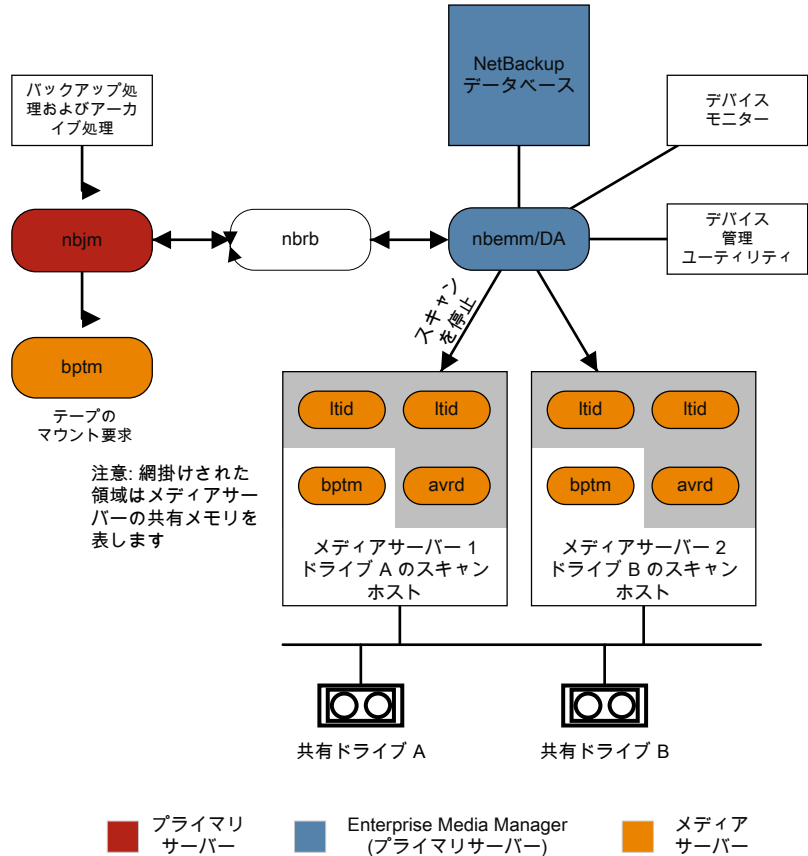 NetBackup
データベース
バックアップ処
理およびアーカ
イブ処理
デバイス
モニター
nbjm
nbrb
nbemm/DA
デバイス
管理
ユーティリティ
スキャン
を停止
bptm
テープの
マウント要求
注意: 網掛けされた
領域はメディアサー
バーの共有メモリを
表します
ltid
ltid
bptm
avrd
メディアサーバー 1
ドライブ A のスキャン
ホスト
ltid
ltid
bptm
avrd
メディアサーバー 2
ドライブ B のスキャン
ホスト
共有ドライブ A
共有ドライブ B
プライマリ
サーバー
Enterprise Media Manager
(プライマリサーバー)
メディア
サーバー